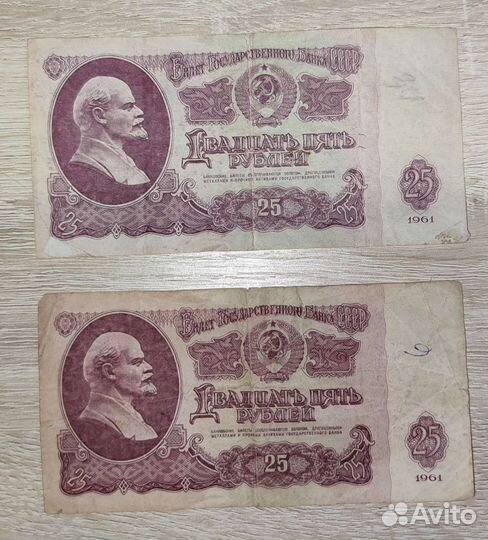 Билет Государственного Банка СССР
Двадцать пять
рублей
банковские билеты обеспечиваются золотом, драгоценными
металлами и прочими активами государственного банка
25
25
1961
Билет Государственного Банка СССР
Двадцать пять
рублей
банковские билеты обеспечиваются золотом, драгоценными
металлами и прочими активами государственного банка
25
25
1961
Avito